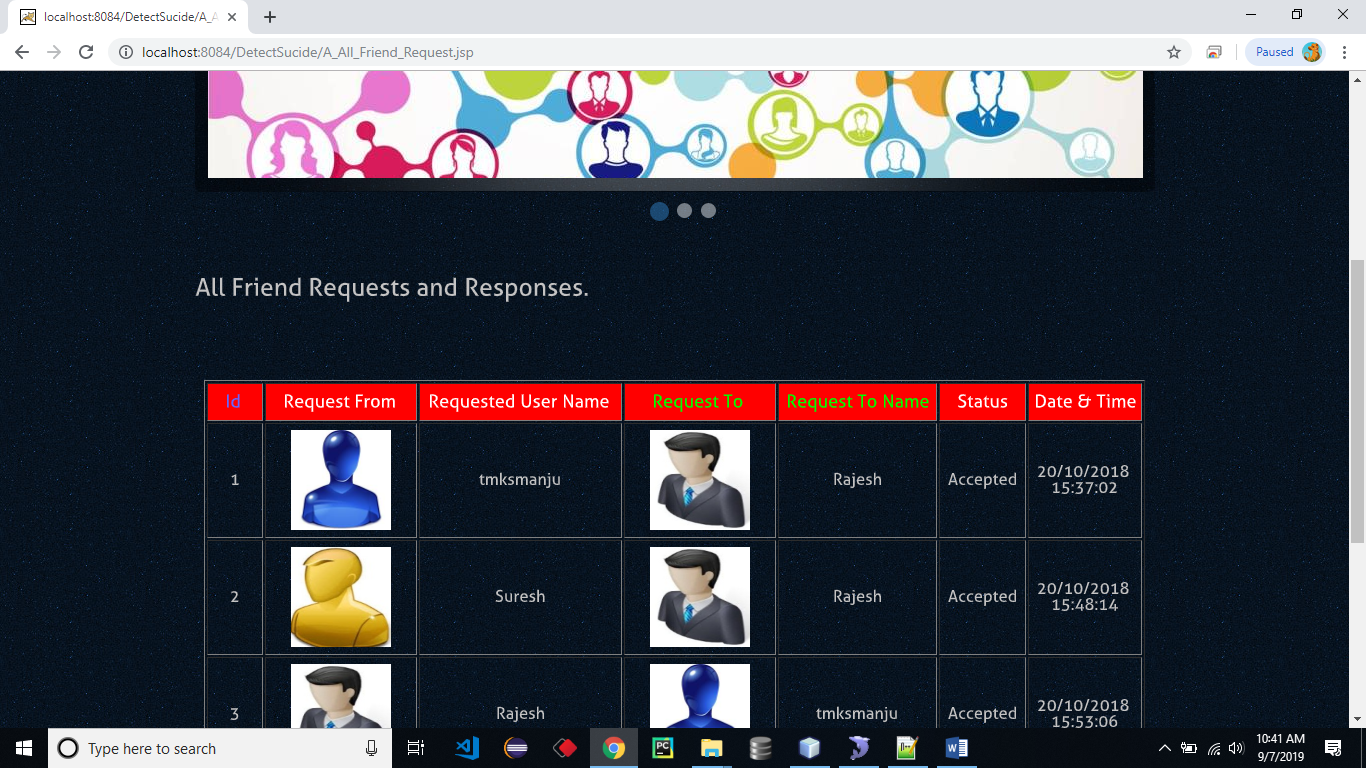 localhost:8084/DetectSucide/A_A
localhost:8084/DetectSucide/A_All_Friend_Request.jsp
Paused
All Friend Requests and Responses.
Id Request From Requested User Name Request To Request To Name Status Date & Time
1 tmksmanju Rajesh Accepted 20/10/2018
15:37:02
2 Suresh Rajesh Accepted 20/10/2018
15:48:14
3 Rajesh tmksmanju Accepted 20/10/2018
15:53:06
Type here to search
PC
10:41 AM
9/7/2019